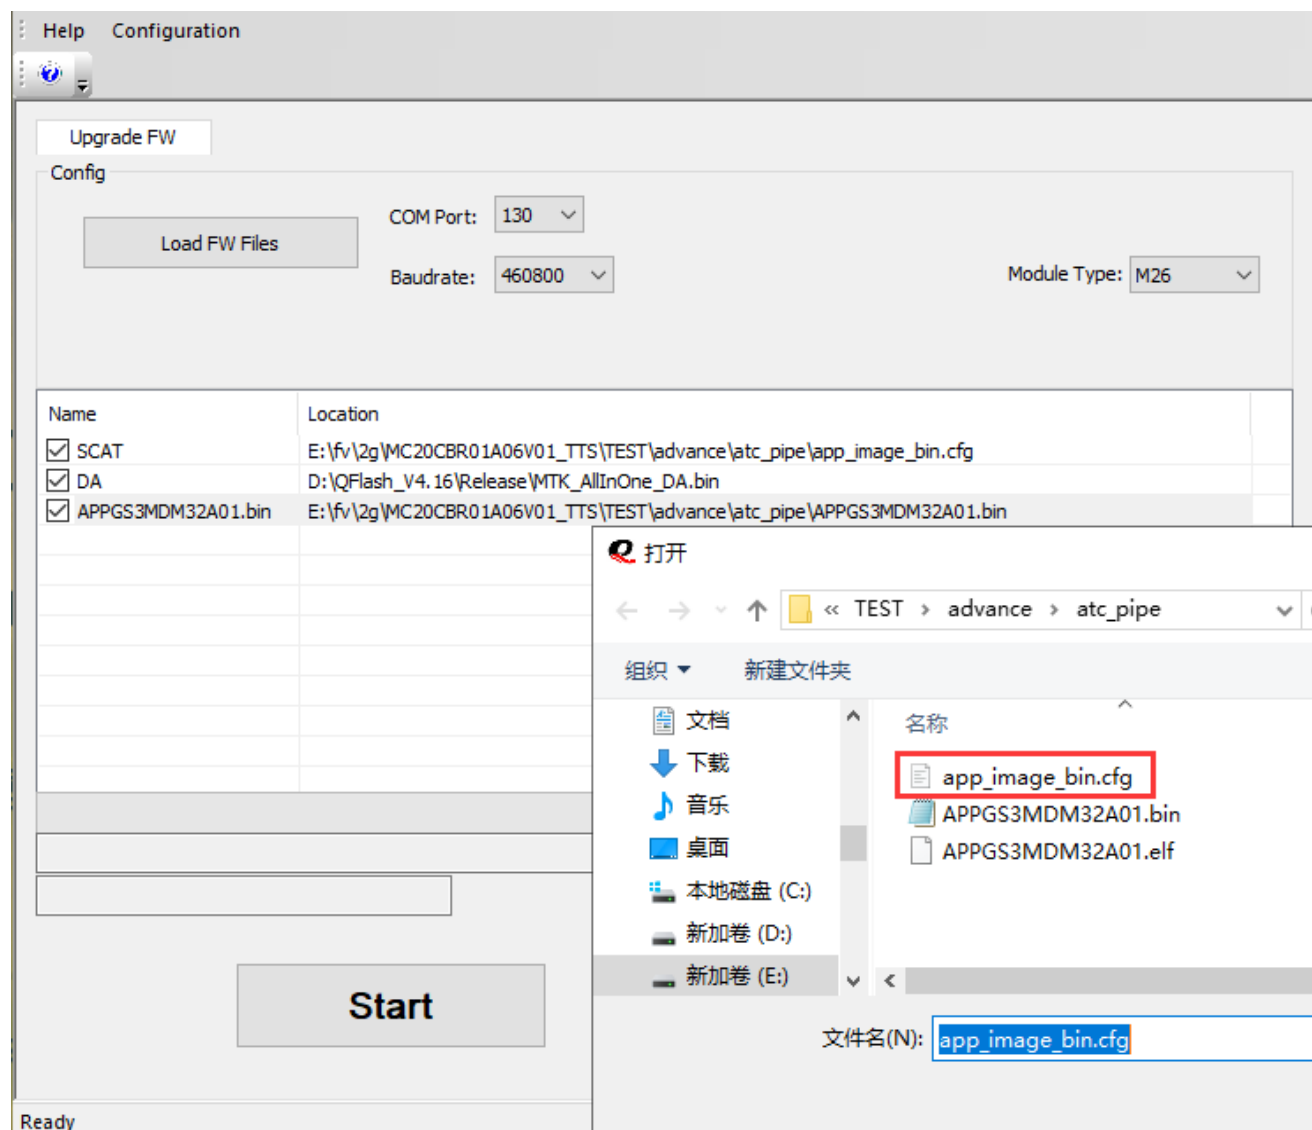 Help Configuration
Upgrade FW
Config
Load FW Files
COM Port: 130
Baudrate: 460800
Module Type: M26
Name Location
SCAT E:\fv\2g\MC20CBR01A06V01_TTS\TEST\advance\atc_pipe\app_image_bin.cfg
DA D:\QFlash_V4.16\Release\MTK_AllInOne_DA.bin
APPGS3MDM32A01.bin E:\fv\2g\MC20CBR01A06V01_TTS\TEST\advance\atc_pipe\APPGS3MDM32A01.bin
打开
« TEST › advance › atc_pipe
组织 新建文件夹
文档
下载
音乐
桌面
本地磁盘 (C:)
新加卷 (D:)
新加卷 (E:)
名称
app_image_bin.cfg
APPGS3MDM32A01.bin
APPGS3MDM32A01.elf
文件名(N): app_image_bin.cfg
Start
Ready